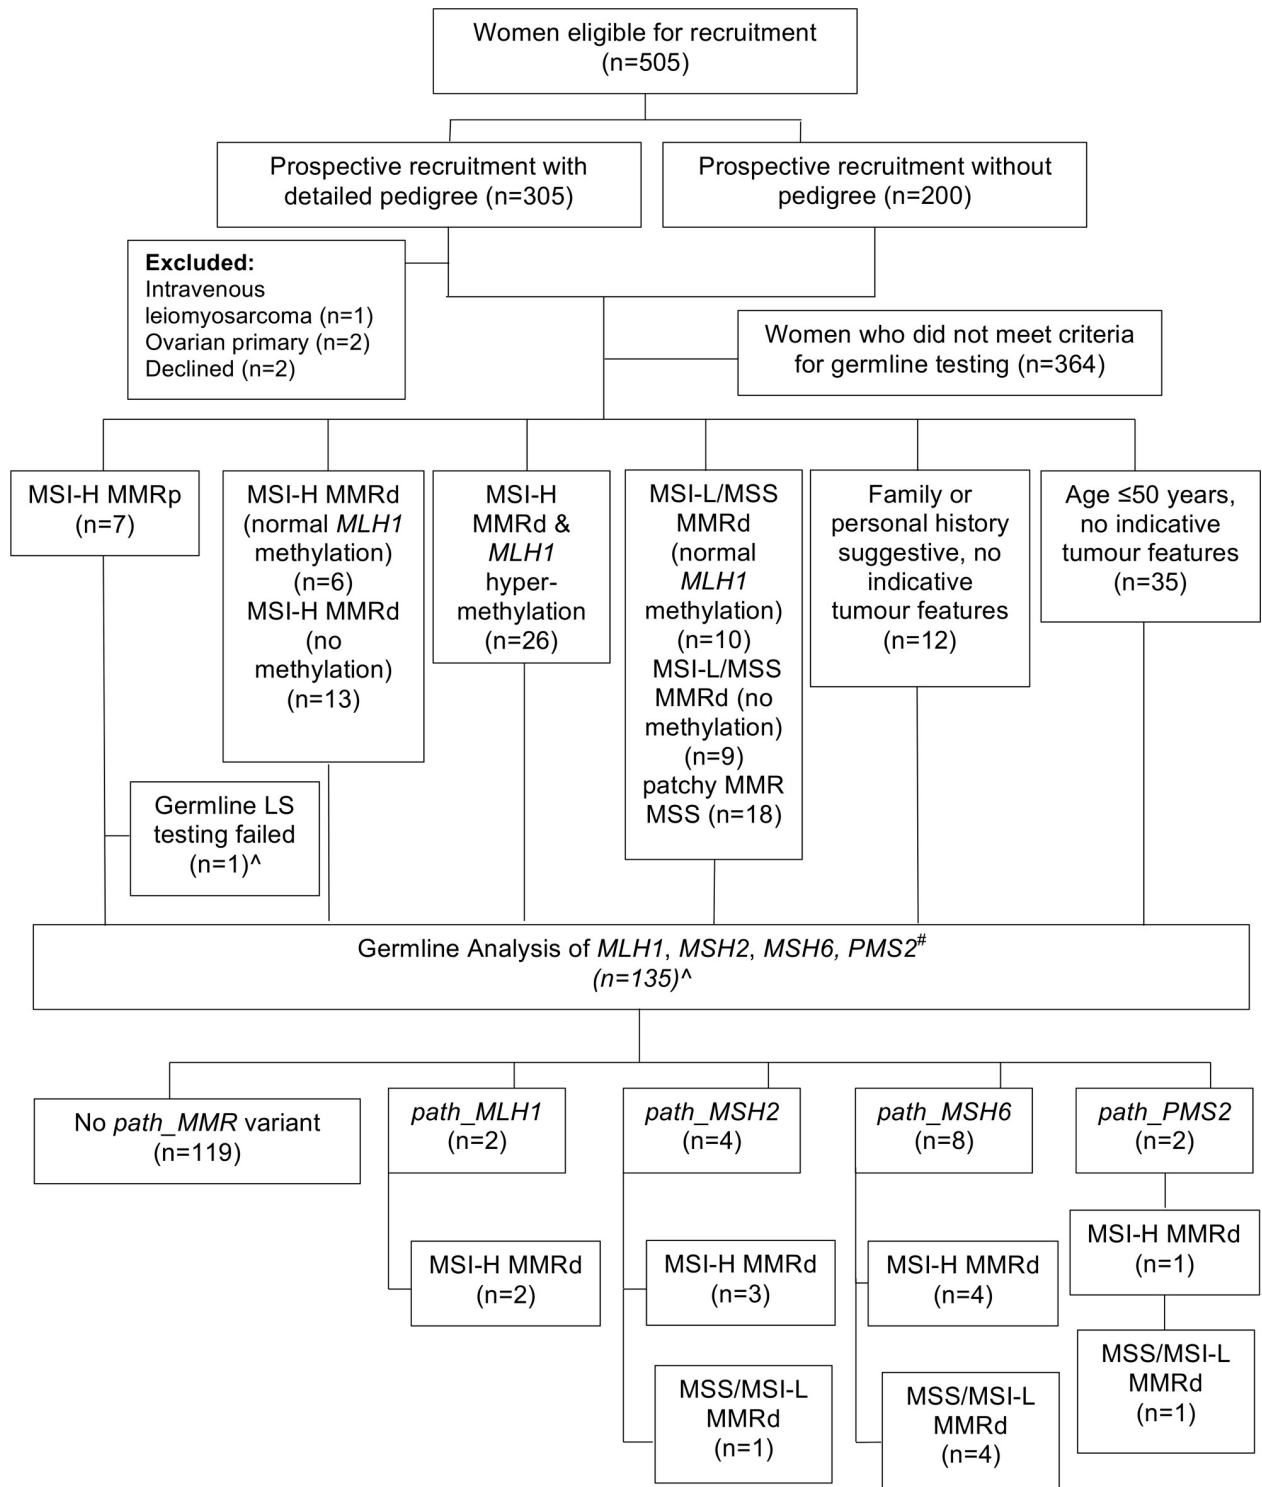 Women eligible for recruitment
(n=505)
Prospective recruitment with
detailed pedigree (n=305)
Prospective recruitment without
pedigree (n=200)
Excluded:
Intravenous
leiomyosarcoma (n=1)
Ovarian primary (n=2)
Declined (n=2)
Women who did not meet criteria
for germline testing (n=364)
MSI-H MMRp
(n=7)
MSI-H MMRd
(normal MLH1
methylation)
(n=6)
MSI-H MMRd
(no
methylation)
(n=13)
MSI-H
MMRd &
MLH1
hyper-
methylation
(n=26)
MSI-L/MSS
MMRd
(normal
MLH1
methylation)
(n=10)
MSI-L/MSS
MMRd (no
methylation)
(n=9)
patchy MMR
MSS (n=18)
Family or
personal history
suggestive, no
indicative
tumour features
(n=12)
Age ≤50 years,
no indicative
tumour features
(n=35)
Germline LS
testing failed
(n=1)^
Germline Analysis of MLH1, MSH2, MSH6, PMS2#
(n=135)^
No path_MMR variant
(n=119)
path_MLH1
(n=2)
path_MSH2
(n=4)
path_MSH6
(n=8)
path_PMS2
(n=2)
MSI-H MMRd
(n=2)
MSI-H MMRd
(n=3)
MSI-H MMRd
(n=4)
MSI-H MMRd
(n=1)
MSS/MSI-L
MMRd
(n=1)
MSS/MSI-L
MMRd
(n=4)
MSS/MSI-L
MMRd
(n=1)